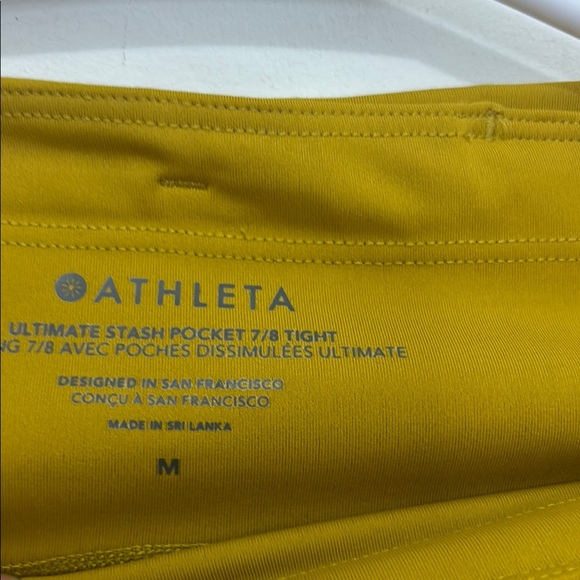 ATHLETA
ULTIMATE STASH POCKET 7/8 TIGHT
NG 7/8 AVEC POCHES DISSIMULÉES ULTIMATE
DESIGNED IN SAN FRANCISCO
CONÇU À SAN FRANCISCO
MADE IN SRI LANKA
M